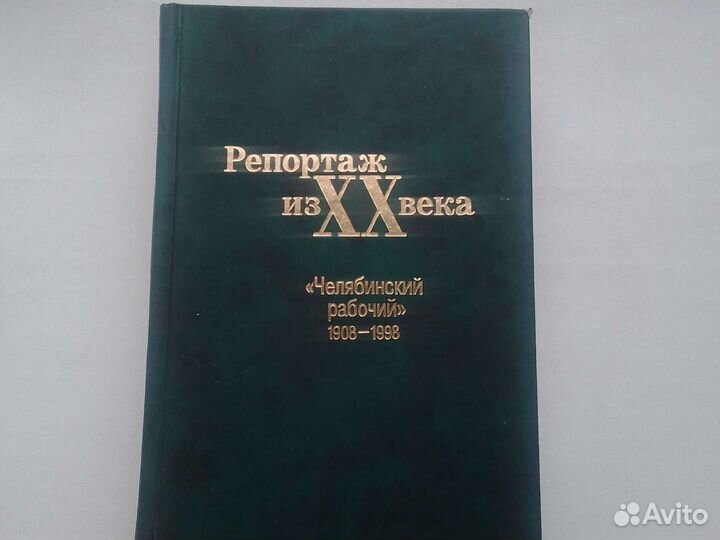 Репортаж
из XX века
«Челябинский
рабочий»
1908-1998
Avito